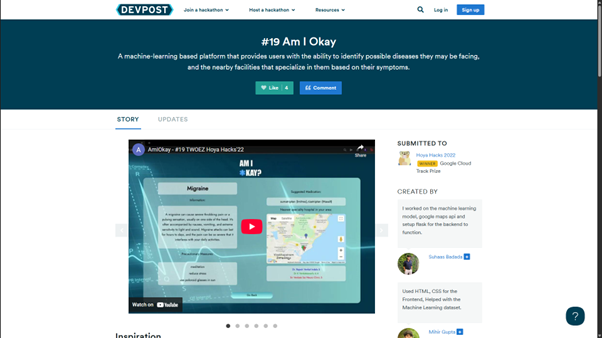 DEVPOST
Join a hackathon
Host a hackathon
Resources
Log in
Sign up
#19 Am I Okay
A machine-learning based platform that provides users with the ability to identify possible diseases they may be facing,
and the nearby facilities that specialize in them based on their symptoms.
Like 4
Comment
STORY
UPDATES
A
AmIOkay - #19 TWOEZ Hoya Hacks'22
Share
AM I
OKAY?
Migraine
Information
Suggested Medication
Watch on YouTube
SUBMITTED TO
Hoya Hacks 2022
WINNER Google Cloud
Track Prize
CREATED BY
I worked on the machine learning
model, google maps api and
setup flask for the backend to
function.
Suhaas Badada
Used HTML, CSS for the
Frontend, Helped with the
Machine Learning dataset.
Mihir Gupta
Inspiration
?